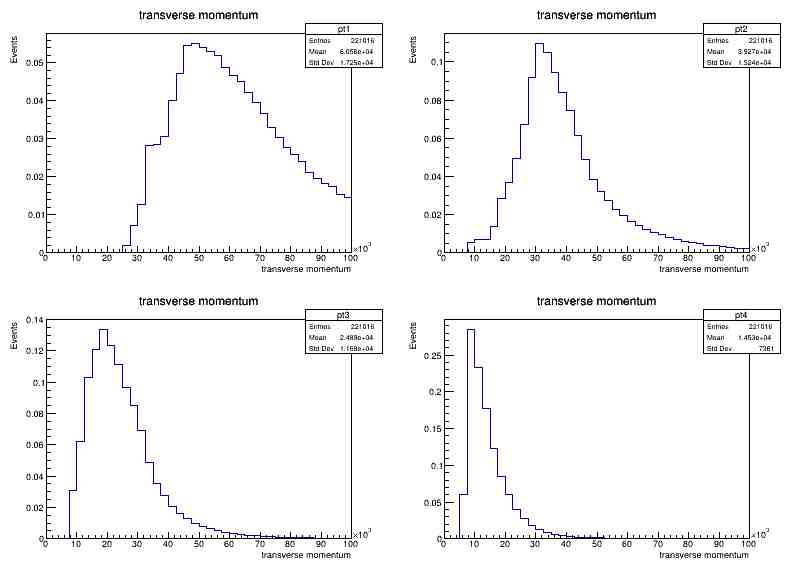 transverse momentum
pt1
Entries 221016
Mean 6.056e+04
Std Dev 1.725e+04
Events
0.05
0.04
0.03
0.02
0.01
0
0 10 20 30 40 50 60 70 80 90 100
×10³
transverse momentum
transverse momentum
pt2
Entries 221016
Mean 3.927e+04
Std Dev 1.524e+04
Events
0.1
0.08
0.06
0.04
0.02
0
0 10 20 30 40 50 60 70 80 90 100
×10³
transverse momentum
transverse momentum
pt3
Entries 221016
Mean 2.489e+04
Std Dev 1.168e+04
Events
0.14
0.12
0.1
0.08
0.06
0.04
0.02
0
0 10 20 30 40 50 60 70 80 90 100
×10³
transverse momentum
transverse momentum
pt4
Entries 221016
Mean 1.453e+04
Std Dev 7361
Events
0.25
0.2
0.15
0.1
0.05
0
0 10 20 30 40 50 60 70 80 90 100
×10³
transverse momentum